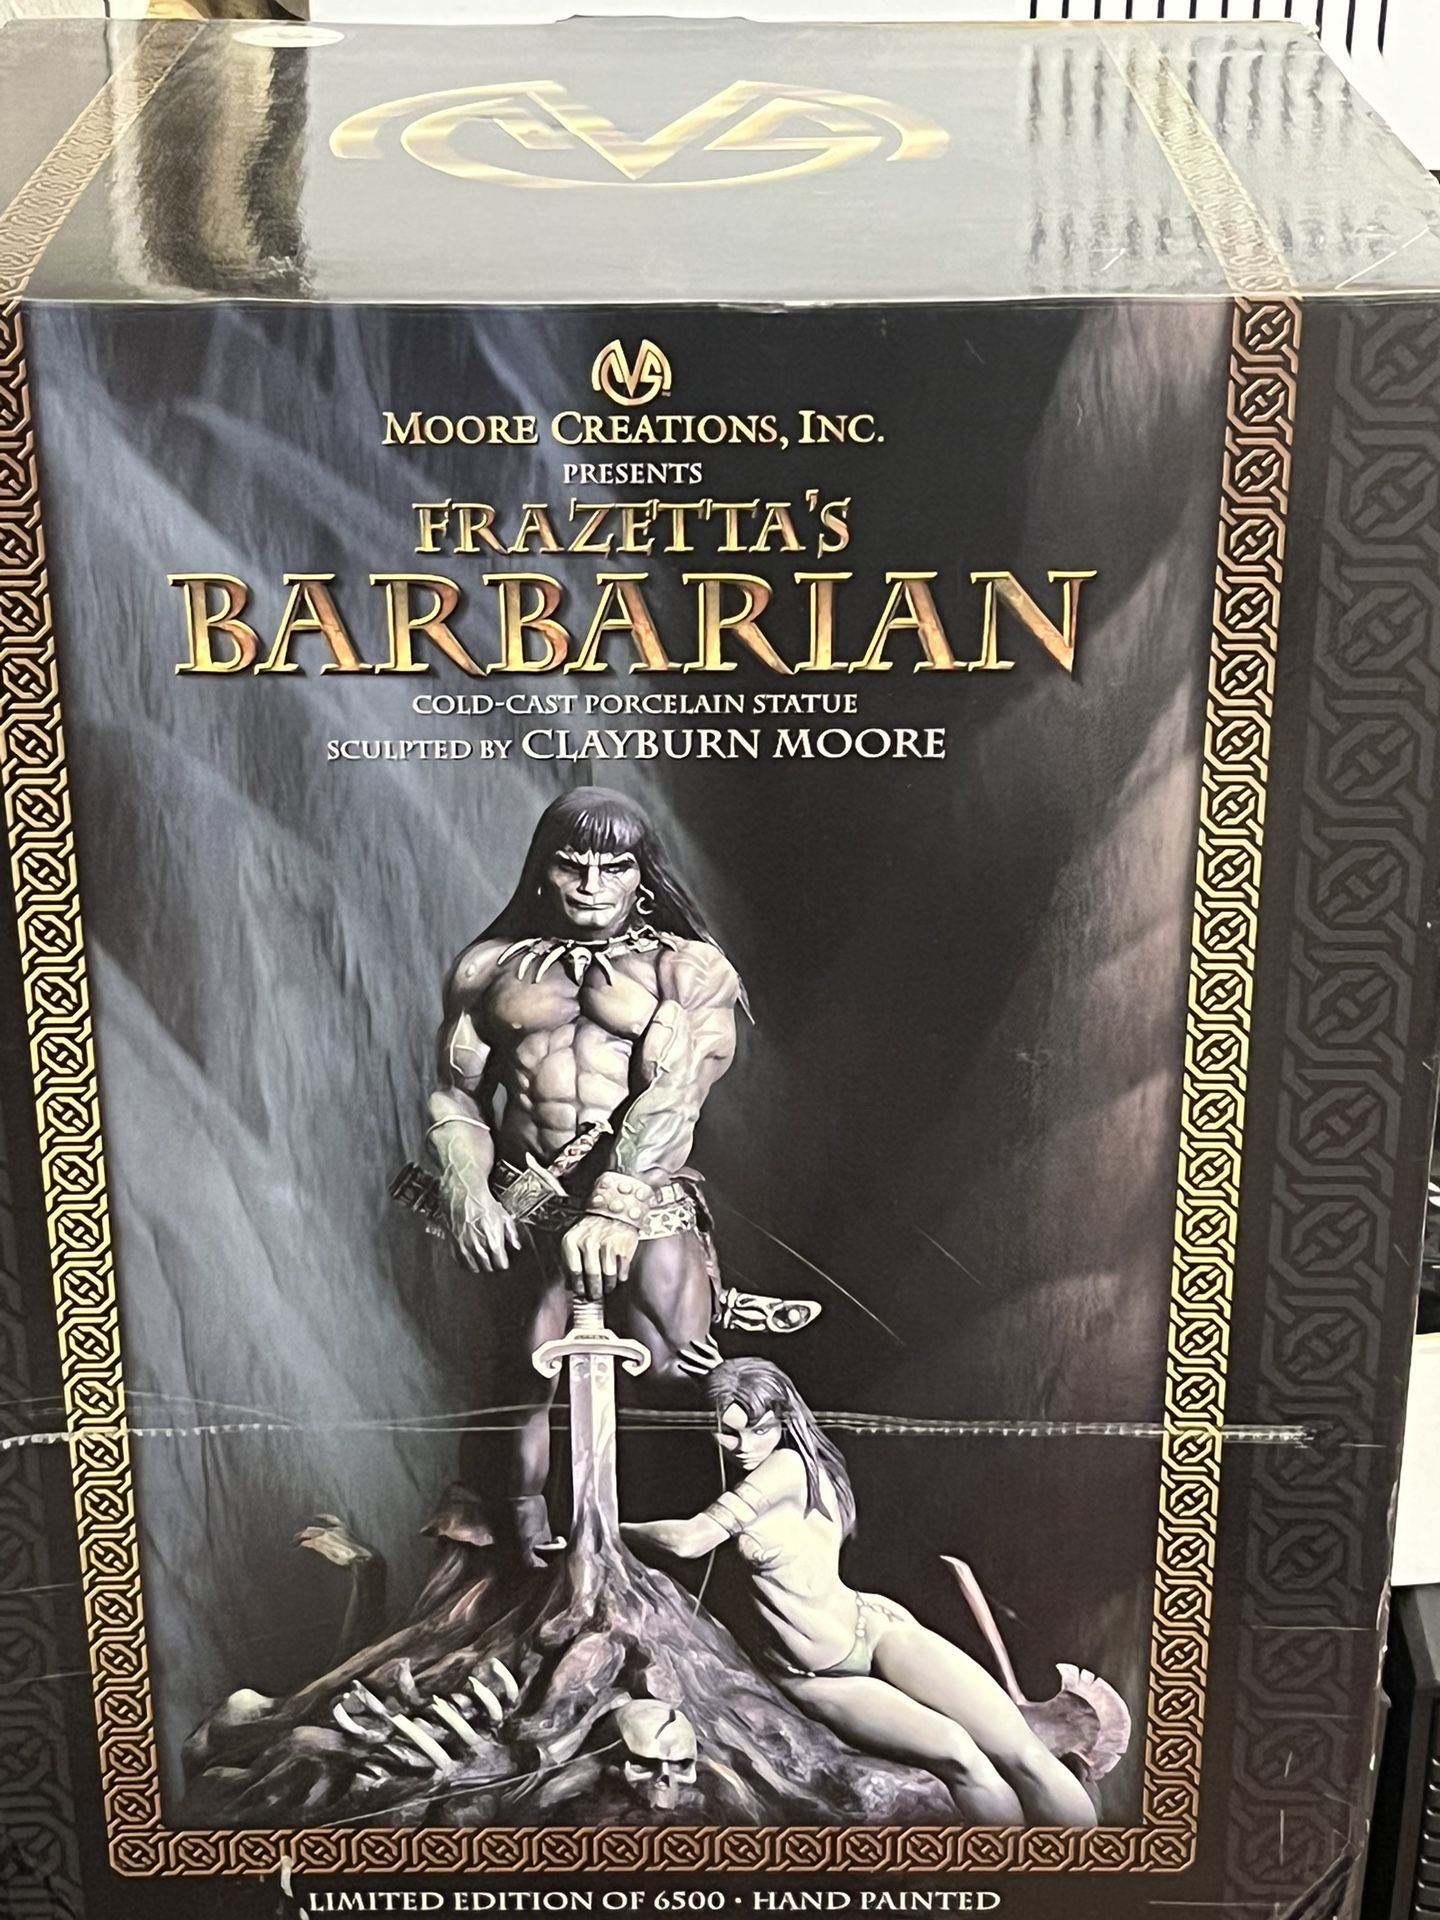 MOORE CREATIONS, INC.
PRESENTS
FRAZETTA'S
BARBARIAN
COLD-CAST PORCELAIN STATUE
SCULPTED BY CLAYBURN MOORE
LIMITED EDITION OF 6500 · HAND PAINTED